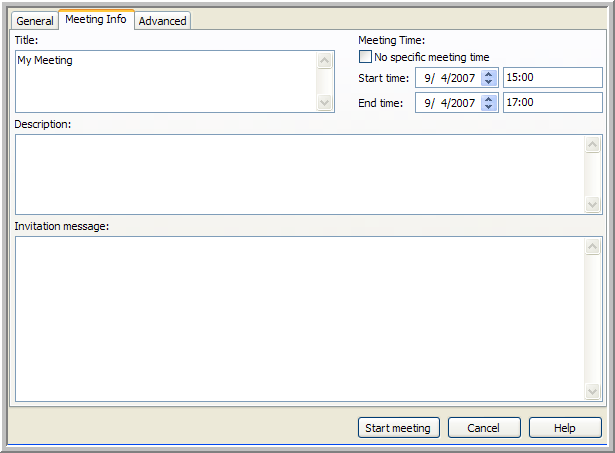 General Meeting Info Advanced
Title: Meeting Time:
My Meeting
No specific meeting time
Start time: 9/ 4/2007 15:00
End time: 9/ 4/2007 17:00
Description:
Invitation message:
Start meeting Cancel Help